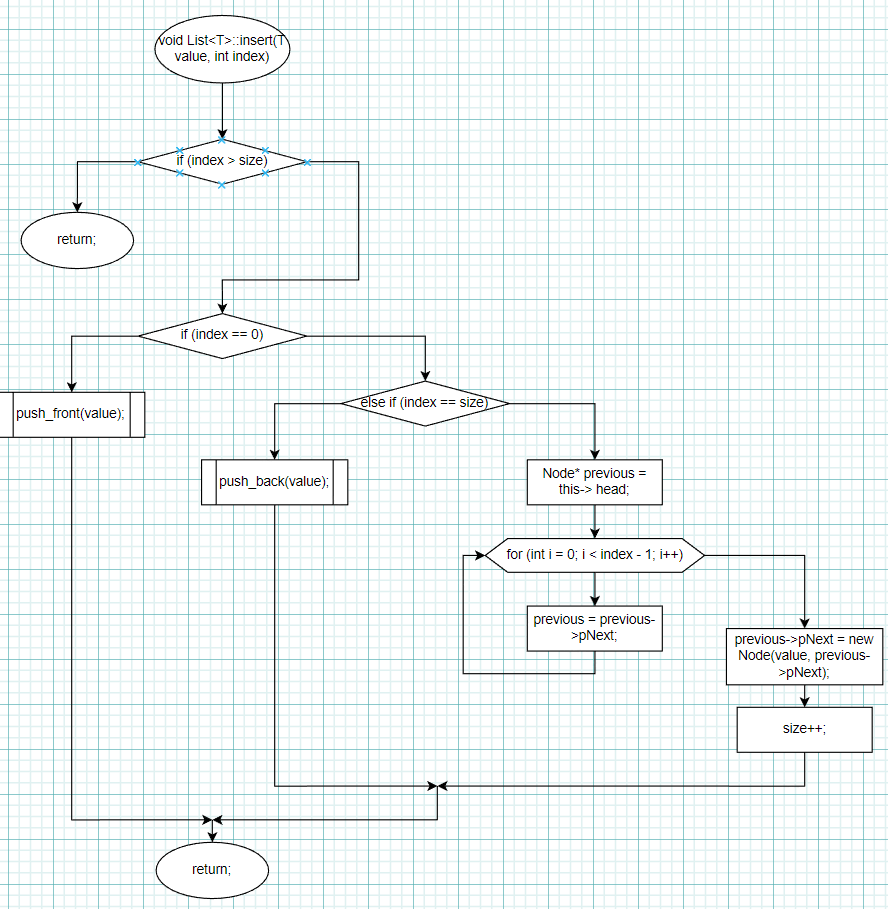 void List<T>::insert(T
value, int index)
if (index > size)
return;
if (index == 0)
else if (index == size)
push_front(value);
push_back(value);
Node* previous =
this-> head;
for (int i = 0; i < index - 1; i++)
previous = previous-
>pNext;
previous->pNext = new
Node(value, previous-
>pNext);
size++;
return;